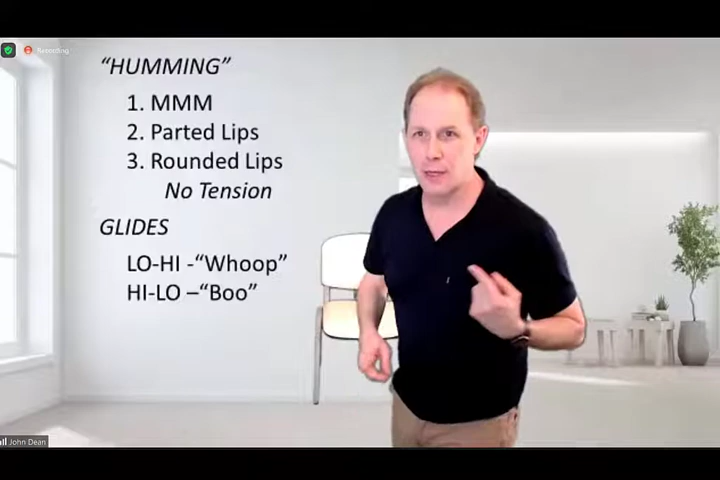 Recording
“HUMMING”
1. MMM
2. Parted Lips
3. Rounded Lips
No Tension
GLIDES
LO-HI -“Whoop”
HI-LO –“Boo”
John Dean